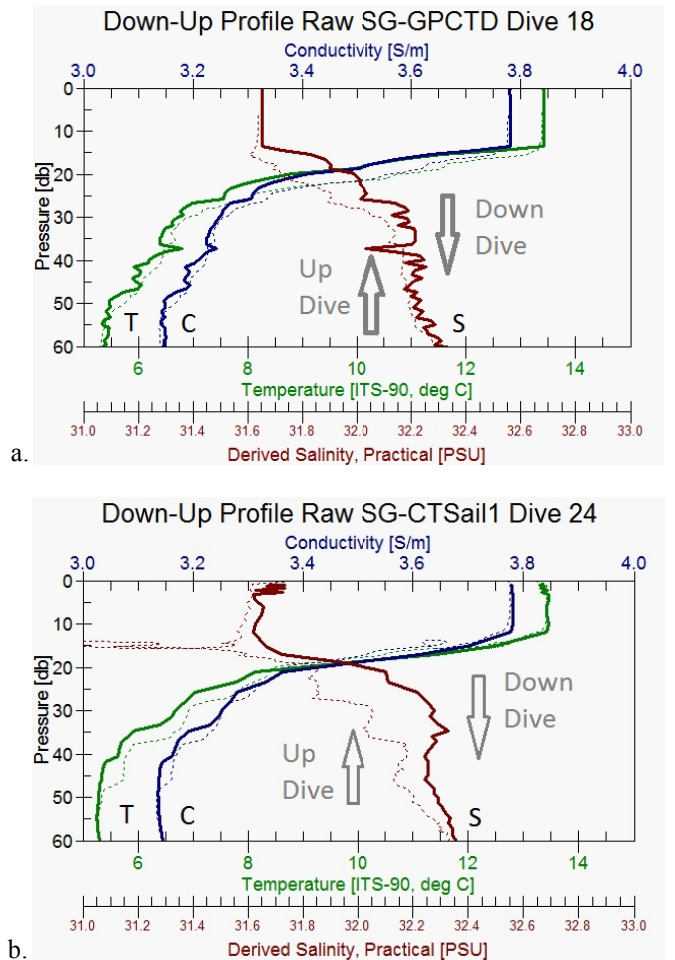 Down-Up Profile Raw SG-GPCTD Dive 18
Conductivity [S/m]
3.0 3.2 3.4 3.6 3.8 4.0
0
10
20
30
40
50
60
Pressure [db]
Down
Dive
Up
Dive
T C S
6 8 10 12 14
Temperature [ITS-90, deg C]
31.0 31.2 31.4 31.6 31.8 32.0 32.2 32.4 32.6 32.8 33.0
Derived Salinity, Practical [PSU]
a.
Down-Up Profile Raw SG-CTSail1 Dive 24
Conductivity [S/m]
3.0 3.2 3.4 3.6 3.8 4.0
0
10
20
30
40
50
60
Pressure [db]
Down
Dive
Up
Dive
T C S
6 8 10 12 14
Temperature [ITS-90, deg C]
31.0 31.2 31.4 31.6 31.8 32.0 32.2 32.4 32.6 32.8 33.0
Derived Salinity, Practical [PSU]
b.